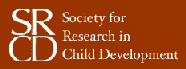 SR
CD
Society for
Research in
Child Development